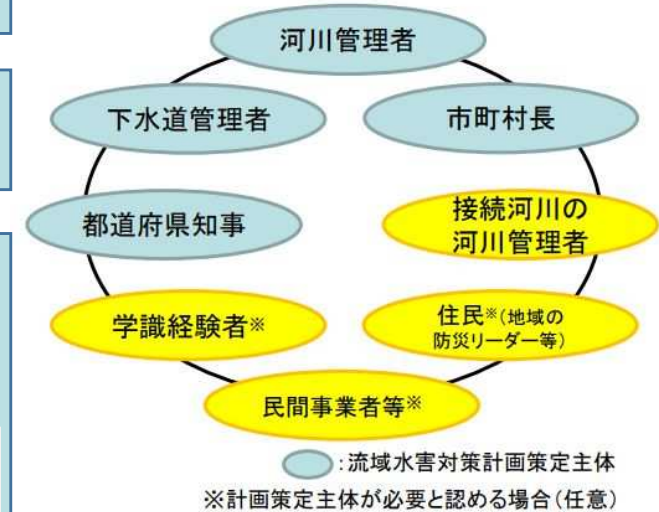 河川管理者
下水道管理者
市町村長
都道府県知事
接続河川の
河川管理者
学識経験者※
住民※(地域の
防災リーダー等)
民間事業者等※
:流域水害対策計画策定主体
※計画策定主体が必要と認める場合(任意)